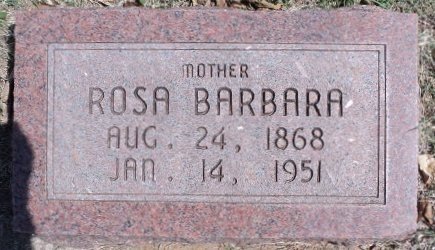 MOTHER
ROSA BARBARA
AUG. 24, 1868
JAN. 14, 1951